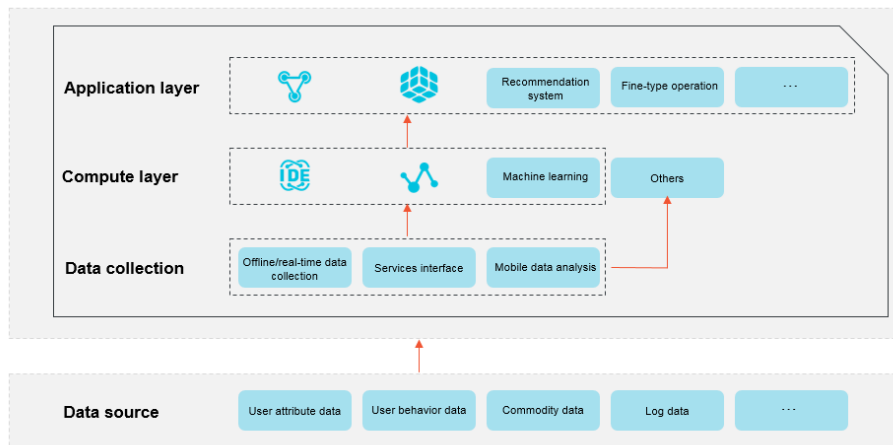 Application layer
Recommendation
system
Fine-type operation
...
Compute layer
IDE
Machine learning
Others
Data collection
Offline/real-time data
collection
Services interface
Mobile data analysis
Data source
User attribute data
User behavior data
Commodity data
Log data
...